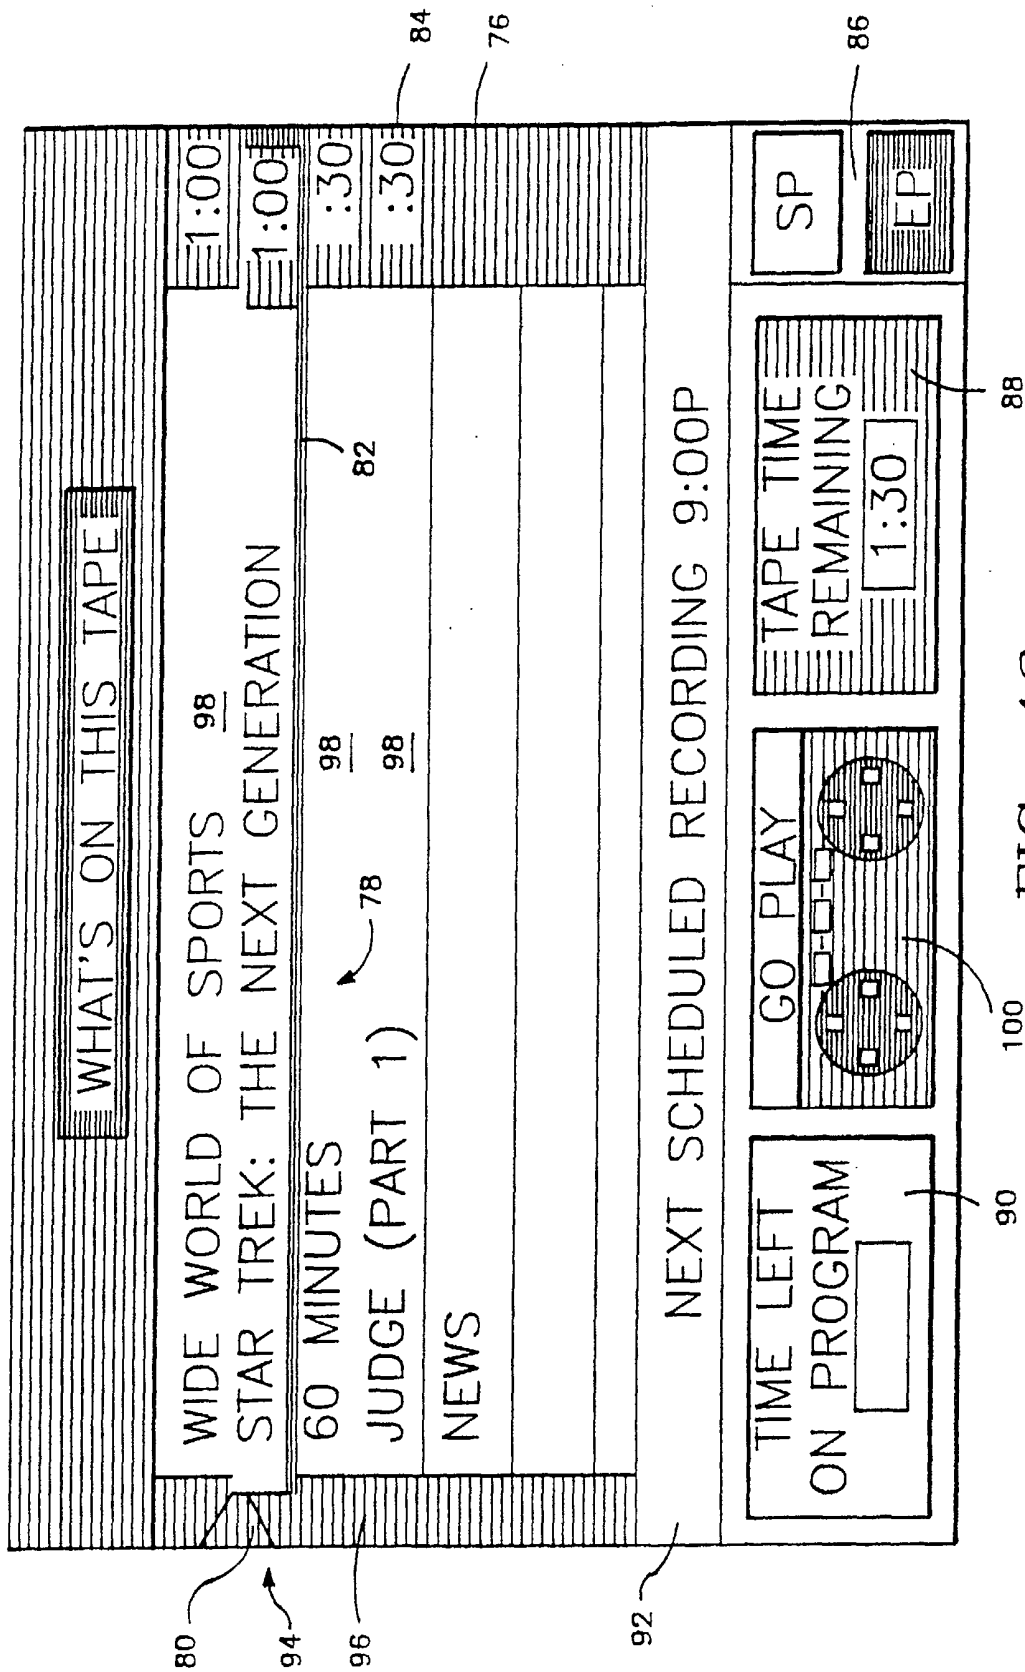 WHAT'S ON THIS TAPE
WIDE WORLD OF SPORTS 1:00
98
STAR TREK: THE NEXT GENERATION 1:00
60 MINUTES :30
98
JUDGE (PART 1) :30
98
NEWS
NEXT SCHEDULED RECORDING 9:00P
TIME LEFT
ON PROGRAM
GO PLAY
TAPE TIME
REMAINING
1:30
SP
EP
80
94
96
92
78
82
84
76
86
90
100
88